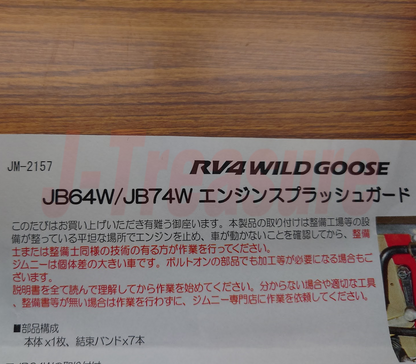 JM-2157
RV4 WILD GOOSE
JB64W/JB74W エンジンスプラッシュガード
このたびはお買い上げいただき有難う御座います。本製品の取り付けは整備工場等の設
備が整っている平坦な場所でエンジンを止め、車が動かないことを確認してから、整備
士または整備士同様の技術の有る方が作業を行ってください。
ジムニーは個体差の大きい車です。ボルトオンの部品でも加工等が必要になる場合もご
ざいます。
説明書を全て読んで理解してから作業を始めてください。分からない場合や適切な工具
、整備書等が無い場合は作業を行わずに、ジムニー専門店に作業を依頼してください。
■部品構成
本体 x1枚、結束バンドx7本